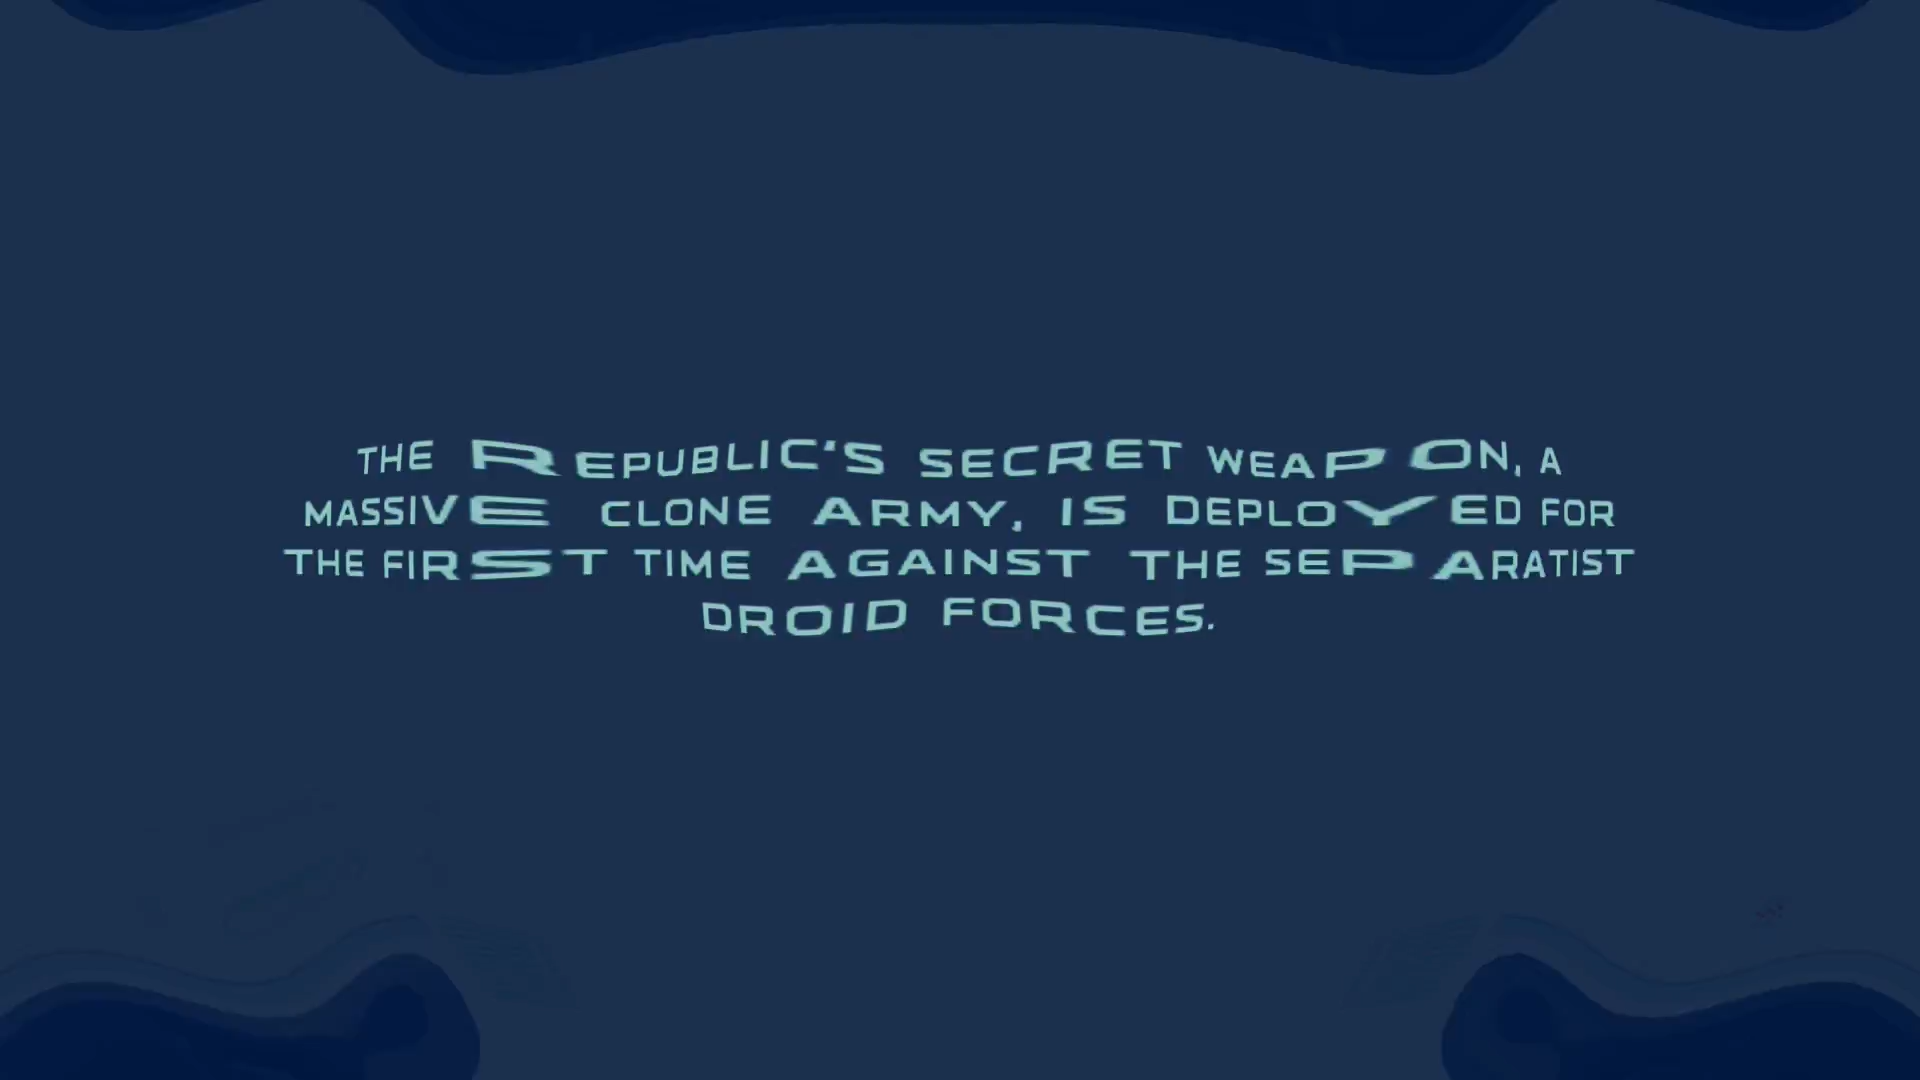 THE REPUBLIC'S SECRET WEAPON, A
MASSIVE CLONE ARMY, IS DEPLOYED FOR
THE FIRST TIME AGAINST THE SEPARATIST
DROID FORCES.